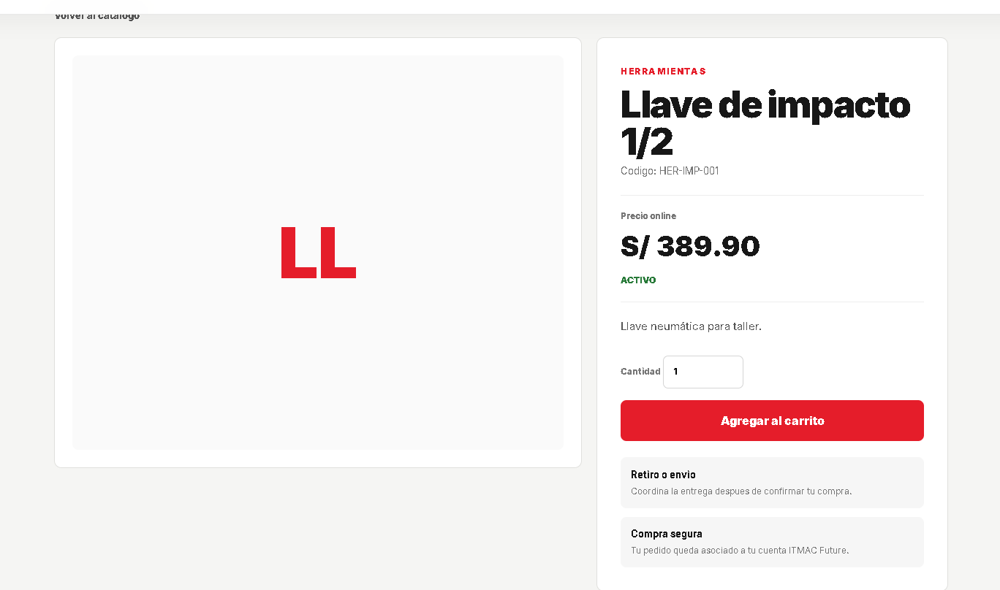 Volver al catálogo
LL
HERRAMIENTAS
Llave de impacto
1/2
Codigo: HER-IMP-001
Precio online
S/ 389.90
ACTIVO
Llave neumática para taller.
Cantidad 1
Agregar al carrito
Retiro o envio
Coordina la entrega despues de confirmar tu compra.
Compra segura
Tu pedido queda asociado a tu cuenta ITMAC Future.